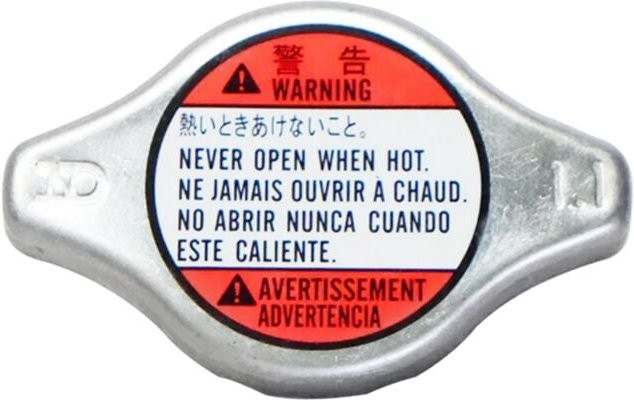 警告
WARNING
熱いときあけないこと。
NEVER OPEN WHEN HOT.
NE JAMAIS OUVRIR À CHAUD.
NO ABRIR NUNCA CUANDO
ESTE CALIENTE.
AVERTISSEMENT
ADVERTENCIA
ND
1.1